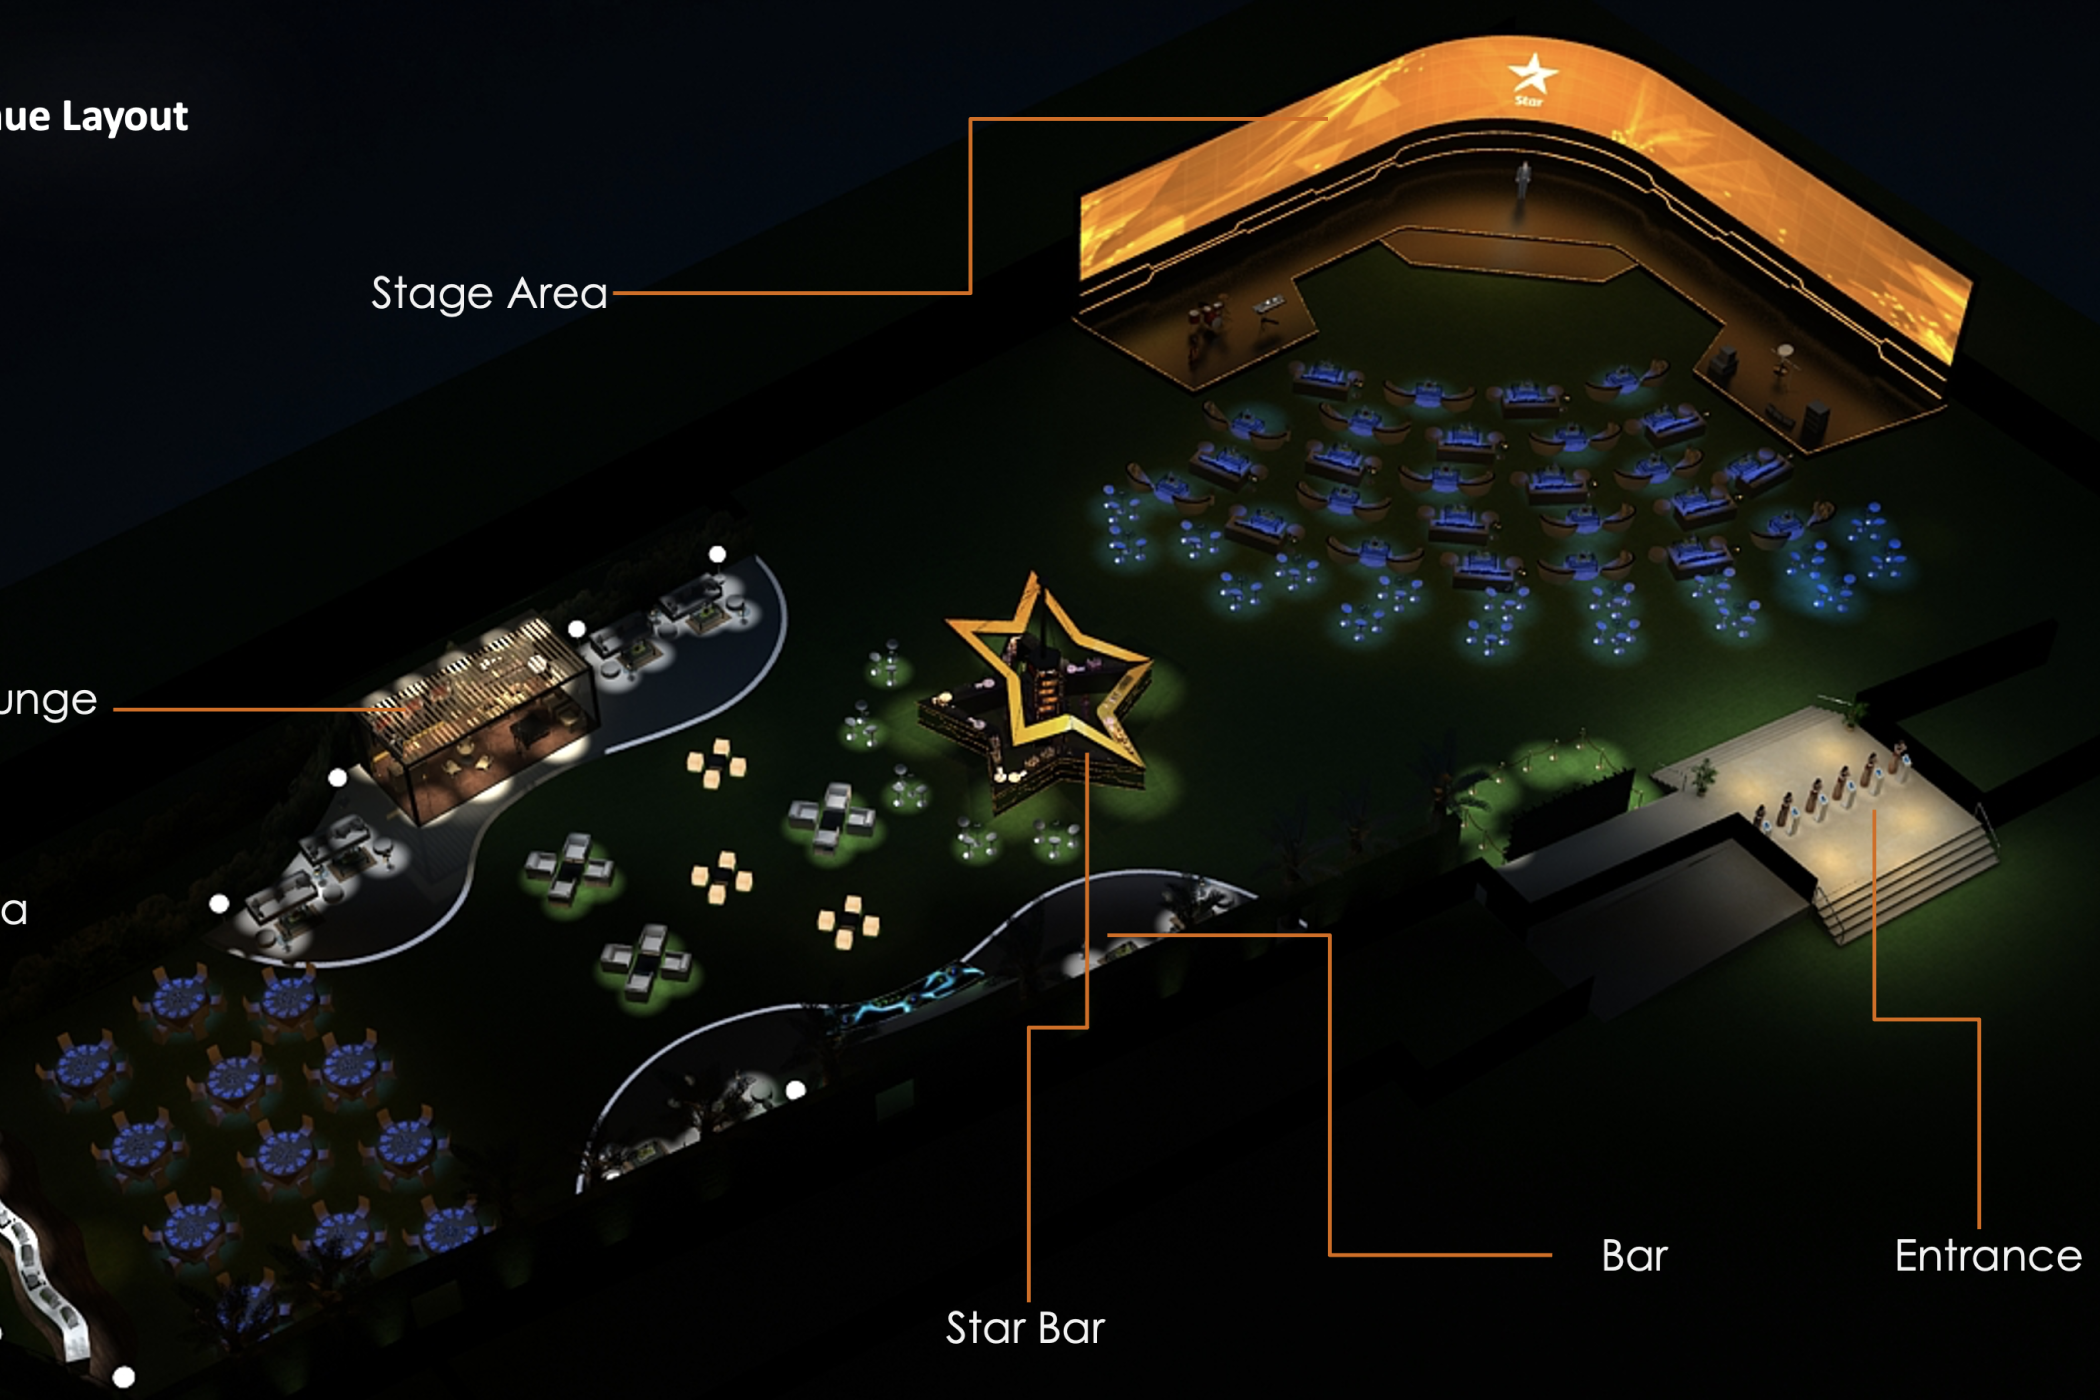 ue Layout
Star
Stage Area
unge
a
Bar
Entrance
Star Bar